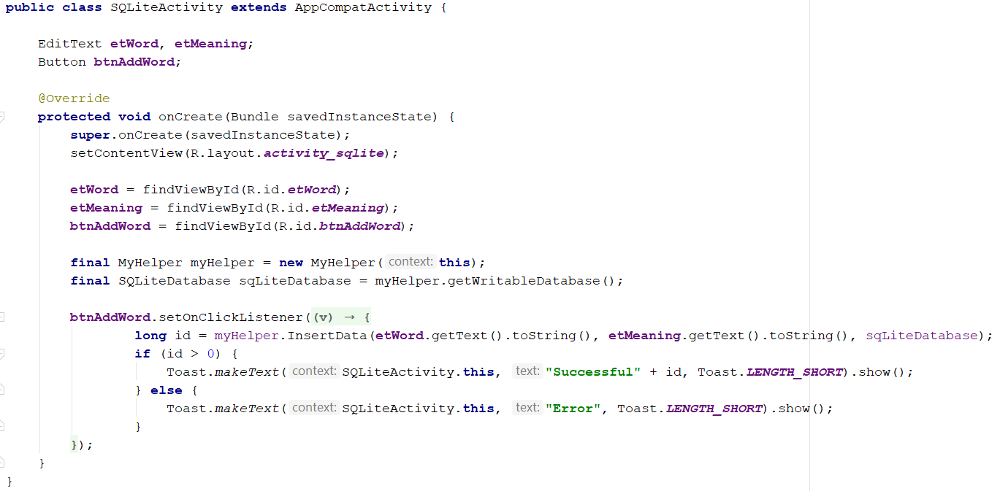 public class SQLiteActivity extends AppCompatActivity {
EditText etWord, etMeaning;
Button btnAddWord;
@Override
protected void onCreate(Bundle savedInstanceState) {
super.onCreate(savedInstanceState);
setContentView(R.layout.activity_sqlite);
etWord = findViewById(R.id.etWord);
etMeaning = findViewById(R.id.etMeaning);
btnAddWord = findViewById(R.id.btnAddWord);
final MyHelper myHelper = new MyHelper( context: this);
final SQLiteDatabase sqLiteDatabase = myHelper.getWritableDatabase();
btnAddWord.setOnClickListener((v) → {
long id = myHelper.InsertData(etWord.getText().toString(), etMeaning.getText().toString(), sqLiteDatabase);
if (id > 0) {
Toast.makeText( context: SQLiteActivity.this, text: "Successful" + id, Toast.LENGTH_SHORT).show();
} else {
Toast.makeText( context: SQLiteActivity.this, text: "Error", Toast.LENGTH_SHORT).show();
}
});
}
}